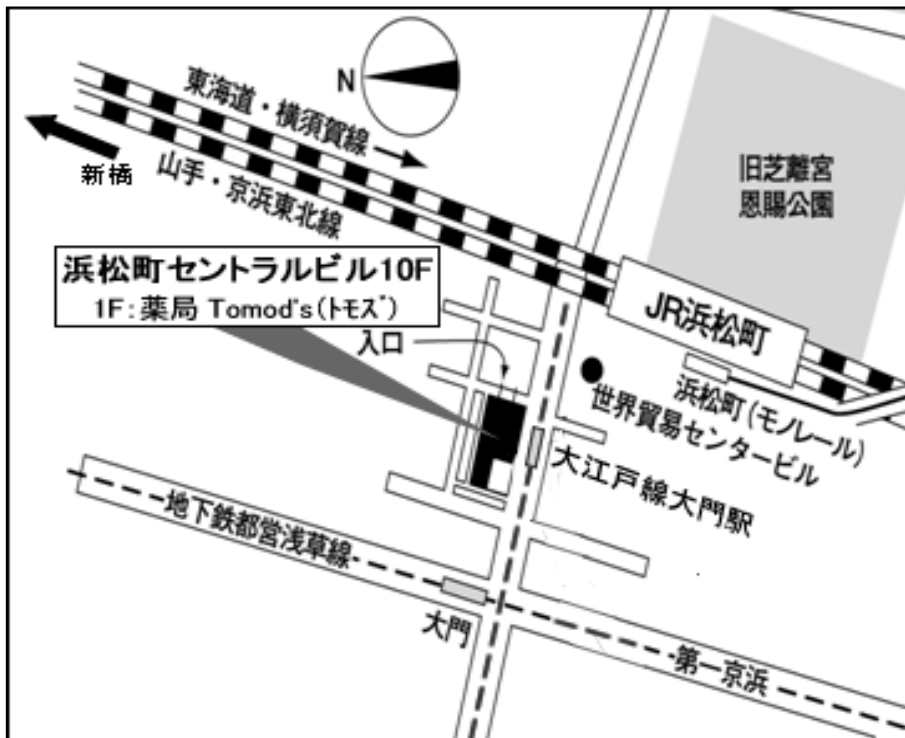 N
東海道・横須賀線
新橋
山手・京浜東北線
旧芝離宮
恩賜公園
浜松町セントラルビル10F
1F:薬局 Tomod's(トモズ)
入口
JR浜松町
浜松町(モノレール)
世界貿易センタービル
大江戸線大門駅
地下鉄都営浅草線
大門
第一京浜